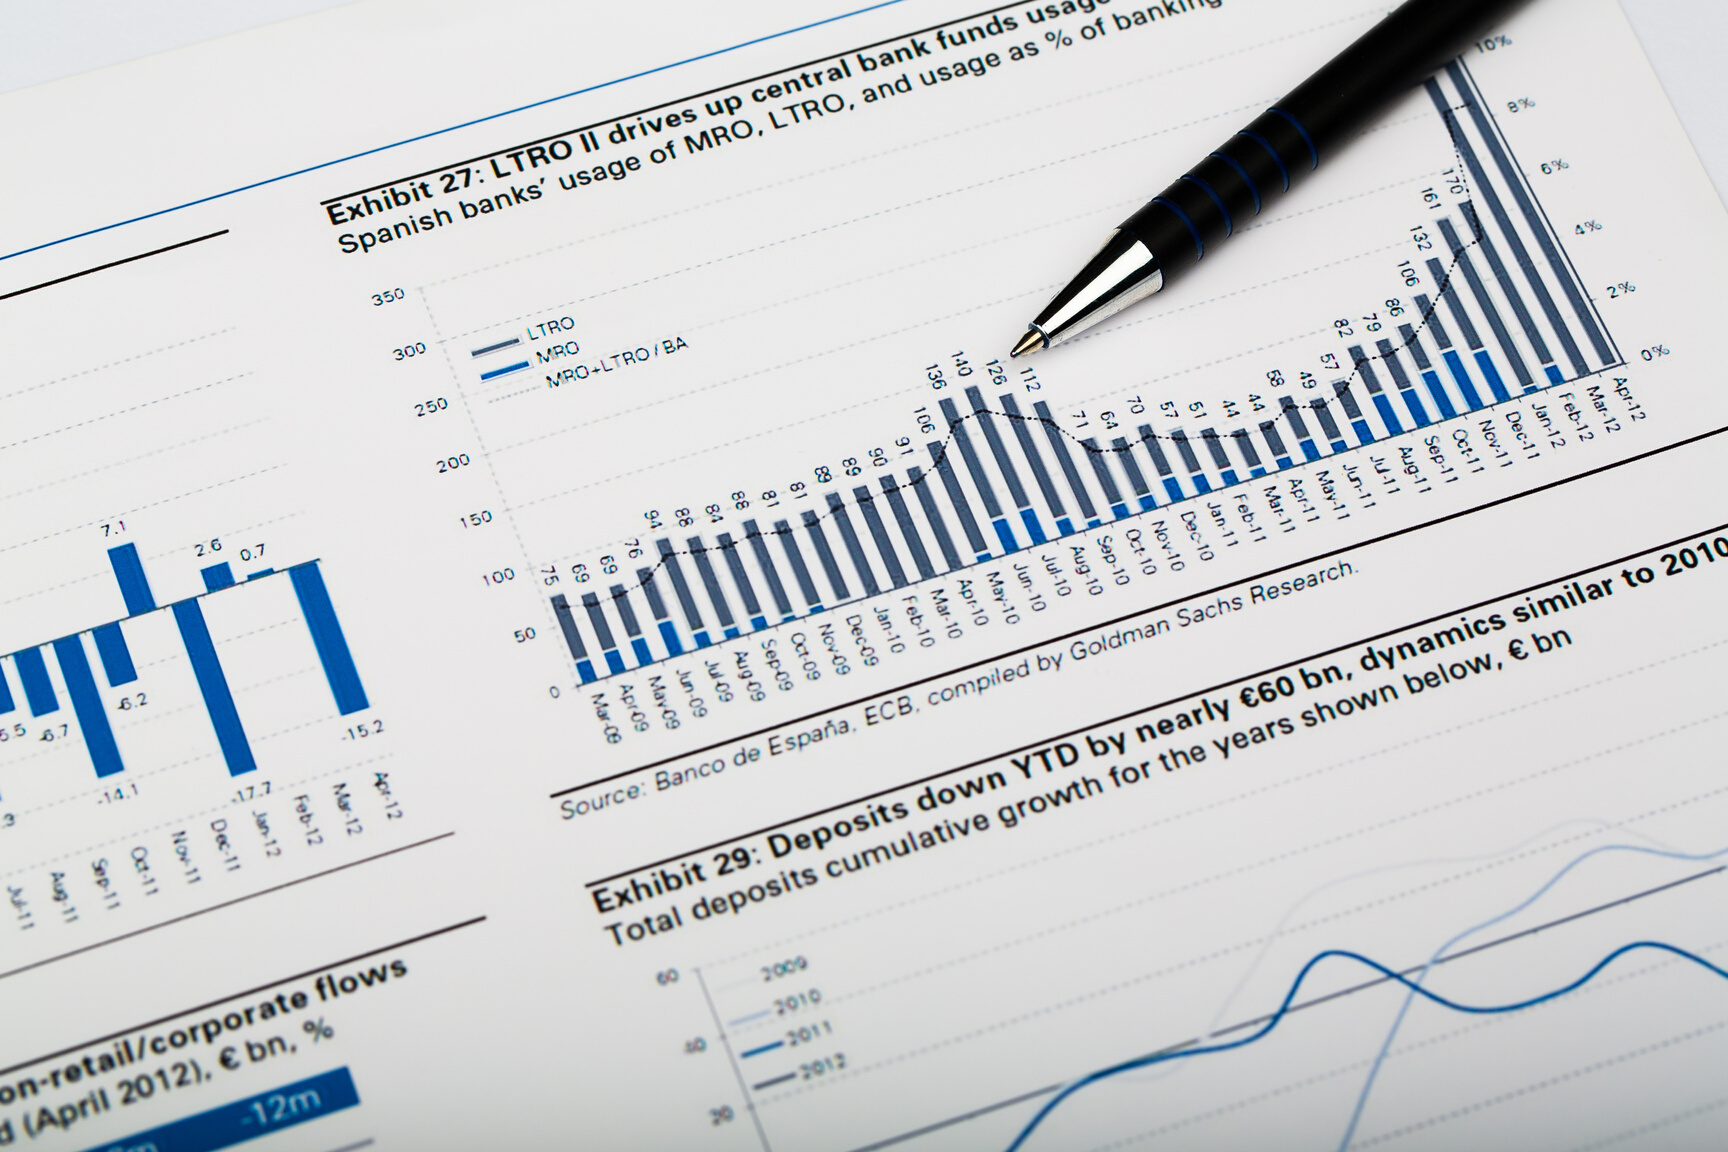 Exhibit 27: LTRO II drives up central bank funds usage
Spanish banks’ usage of MRO, LTRO, and usage as % of banking
350
300
250
200
150
100
50
0
LTRO
MRO
MRO+LTRO / BA
75 69 69 76 94 86 84 88 81 81 89 89 90 91 106 136 140 126 112 71 64 70 57 51 44 44 58 49 57 82 79 86 106 132 161 170
10%
8%
6%
4%
2%
0%
Mar-09 Apr-09 May-09 Jun-09 Jul-09 Aug-09 Sep-09 Oct-09 Nov-09 Dec-09 Jan-10 Feb-10 Mar-10 Apr-10 May-10 Jun-10 Jul-10 Aug-10 Sep-10 Oct-10 Nov-10 Dec-10 Jan-11 Feb-11 Mar-11 Apr-11 May-11 Jun-11 Jul-11 Aug-11 Sep-11 Oct-11 Nov-11 Dec-11 Jan-12 Feb-12 Mar-12 Apr-12
Source: Banco de España, ECB, compiled by Goldman Sachs Research.
7.1 2.6 0.7
-6.7 -6.2 -14.1 -17.7 -15.2
Jul-11 Aug-11 Sep-11 Oct-11 Nov-11 Dec-11 Jan-12 Feb-12 Mar-12 Apr-12
on-retail/corporate flows
d (April 2012), € bn, %
-12m
Exhibit 29: Deposits down YTD by nearly €60 bn, dynamics similar to 2010
Total deposits cumulative growth for the years shown below, € bn
60
40
20
2009
2010
2011
2012